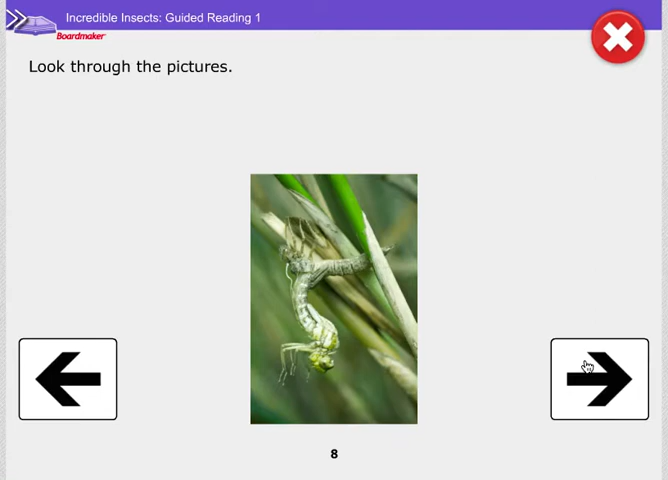 Incredible Insects: Guided Reading 1
Boardmaker
Look through the pictures.
8